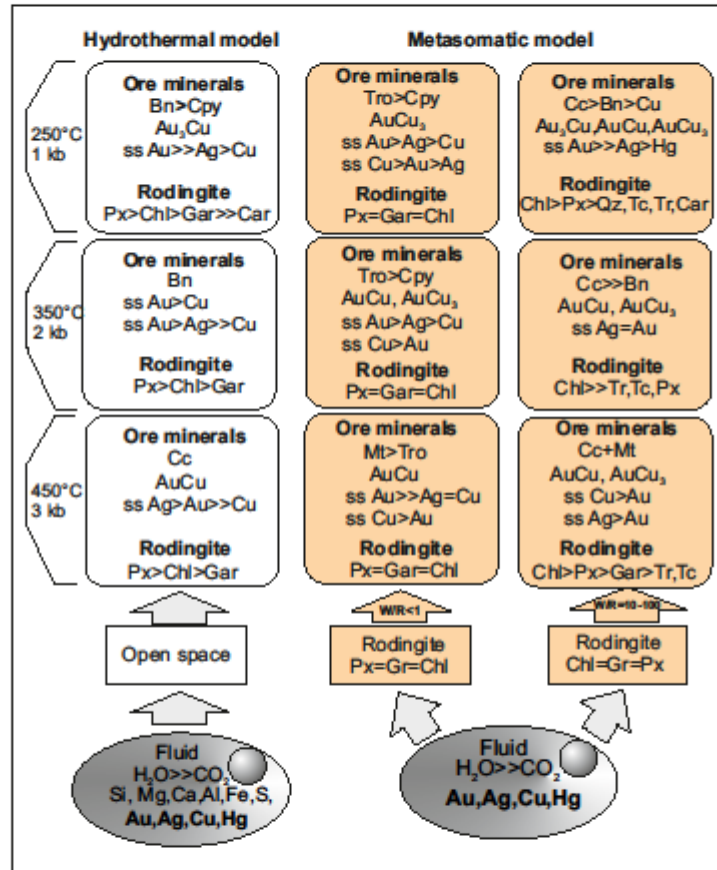 Hydrothermal model
Metasomatic model
250°C
1 kb
Ore minerals
Bn>Cpy
Au₃Cu
ss Au>>Ag>Cu
Rodingite
Px>Chl>Gar>>Car
Ore minerals
Tro>Cpy
AuCu₃
ss Au>Ag>Cu
ss Cu>Au>Ag
Rodingite
Px=Gar=Chl
Ore minerals
Cc>Bn>Cu
Au₃Cu,AuCu,AuCu₃
ss Au>>Ag>Hg
Rodingite
Chl>Px>Qz,Tc,Tr,Car
350°C
2 kb
Ore minerals
Bn
ss Au>Cu
ss Au>Ag>>Cu
Rodingite
Px>Chl>Gar
Ore minerals
Tro>Cpy
AuCu, AuCu₃
ss Au>Ag>Cu
ss Cu>Au
Rodingite
Px=Gar=Chl
Ore minerals
Cc>>Bn
AuCu, AuCu₃
ss Ag=Au
Rodingite
Chl>>Tr,Tc,Px
450°C
3 kb
Ore minerals
Cc
AuCu
ss Ag>Au>>Cu
Rodingite
Px>Chl>Gar
Ore minerals
Mt>Tro
AuCu
ss Au>>Ag=Cu
ss Cu>Au
Rodingite
Px=Gar=Chl
Ore minerals
Cc+Mt
AuCu, AuCu₃
ss Cu>Au
ss Ag>Au
Rodingite
Chl>Px>Gar>Tr,Tc
Open space
W/R<1
Rodingite
Px=Gr=Chl
W/R=10-100
Rodingite
Chl=Gr=Px
Fluid
H₂O>>CO₂
Si, Mg,Ca,Al,Fe,S,
Au,Ag,Cu,Hg
Fluid
H₂O>>CO₂
Au,Ag,Cu,Hg